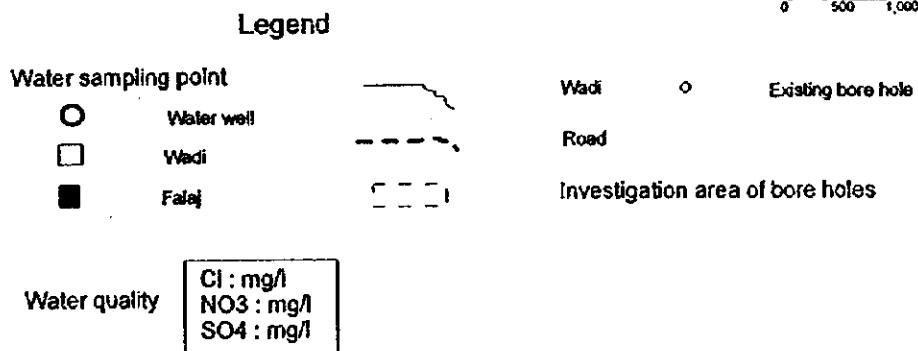 0 500 1,000
Legend
Water sampling point
Water well
Wadi
Falaj
Wadi
Road
Investigation area of bore holes
Existing bore hole
Water quality
Cl : mg/l
NO3 : mg/l
SO4 : mg/l